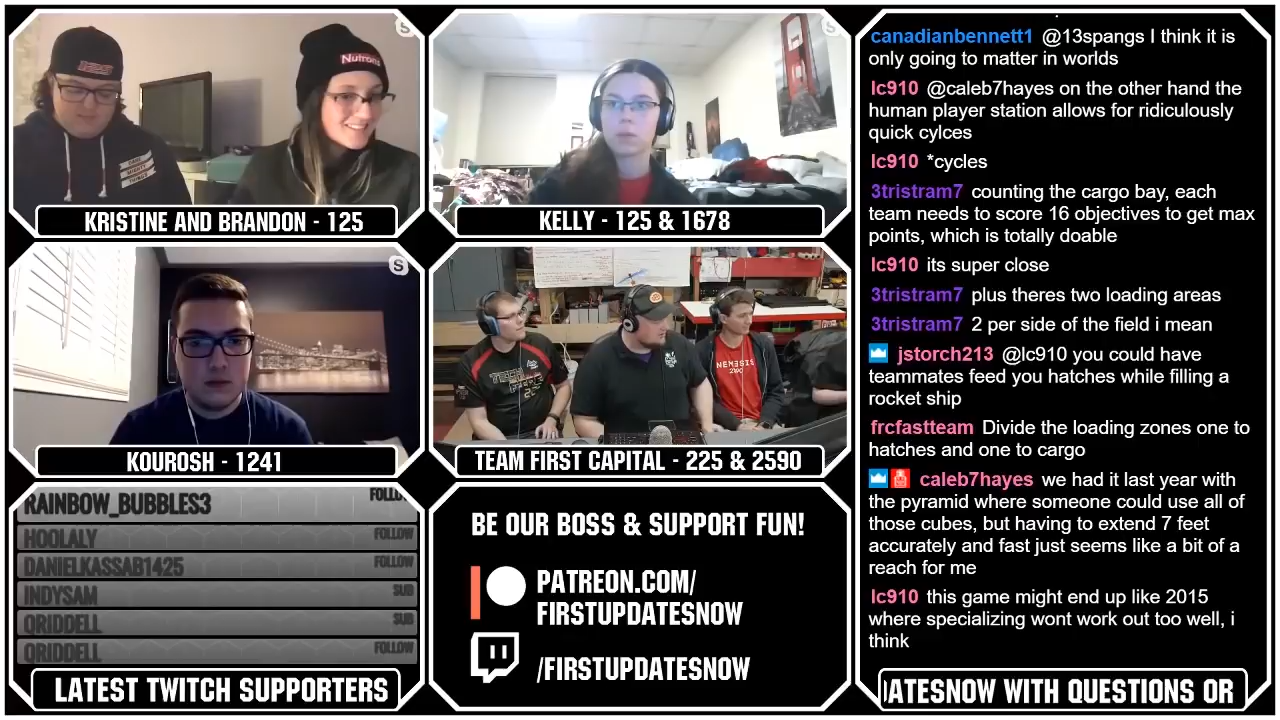 Nutrons
KRISTINE AND BRANDON - 125
KELLY - 125 & 1678
KOUROSH - 1241
NEMESIS
2590
TEAM FIRST CAPITAL - 225 & 2590
RAINBOW_BUBBLES3
FOLLOW
HOOLALY
FOLLOW
DANIELKASSAB1425
FOLLOW
INDYSAM
SUB
QRIDDELL
SUB
QRIDDELL
FOLLOW
LATEST TWITCH SUPPORTERS
BE OUR BOSS & SUPPORT FUN!
PATREON.COM/
FIRSTUPDATESNOW
/FIRSTUPDATESNOW
canadianbennett1 @13spangs I think it is
only going to matter in worlds
lc910 @caleb7hayes on the other hand the
human player station allows for ridiculously
quick cylces
lc910 *cycles
3tristram7 counting the cargo bay, each
team needs to score 16 objectives to get max
points, which is totally doable
lc910 its super close
3tristram7 plus theres two loading areas
3tristram7 2 per side of the field i mean
jstorch213 @lc910 you could have
teammates feed you hatches while filling a
rocket ship
frcfastteam Divide the loading zones one to
hatches and one to cargo
caleb7hayes we had it last year with
the pyramid where someone could use all of
those cubes, but having to extend 7 feet
accurately and fast just seems like a bit of a
reach for me
lc910 this game might end up like 2015
where specializing wont work out too well, i
think
ATESNOW WITH QUESTIONS OR